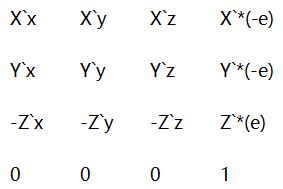 X`x X`y X`z X`*(-e)
Y`x Y`y Y`z Y`*(-e)
-Z`x -Z`y -Z`z Z`*(e)
0 0 0 1